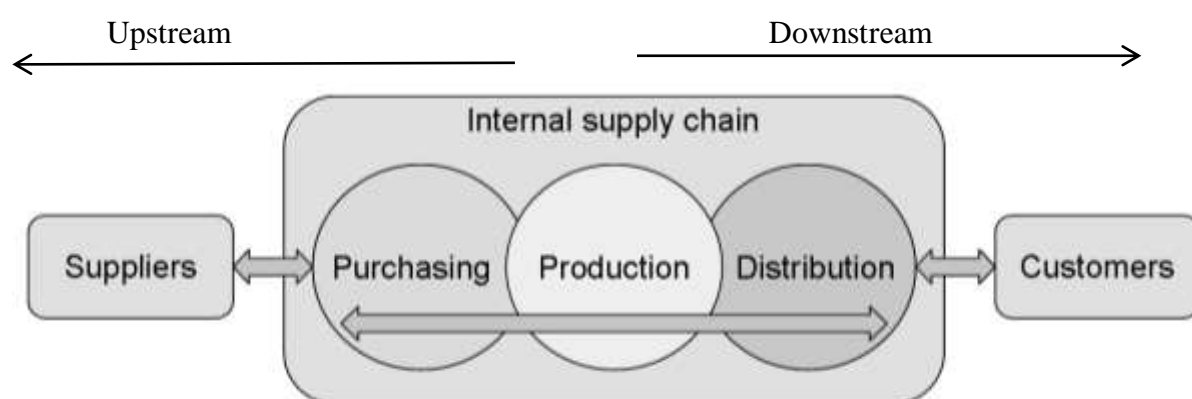 Upstream Downstream
Internal supply chain
Suppliers Purchasing Production Distribution Customers